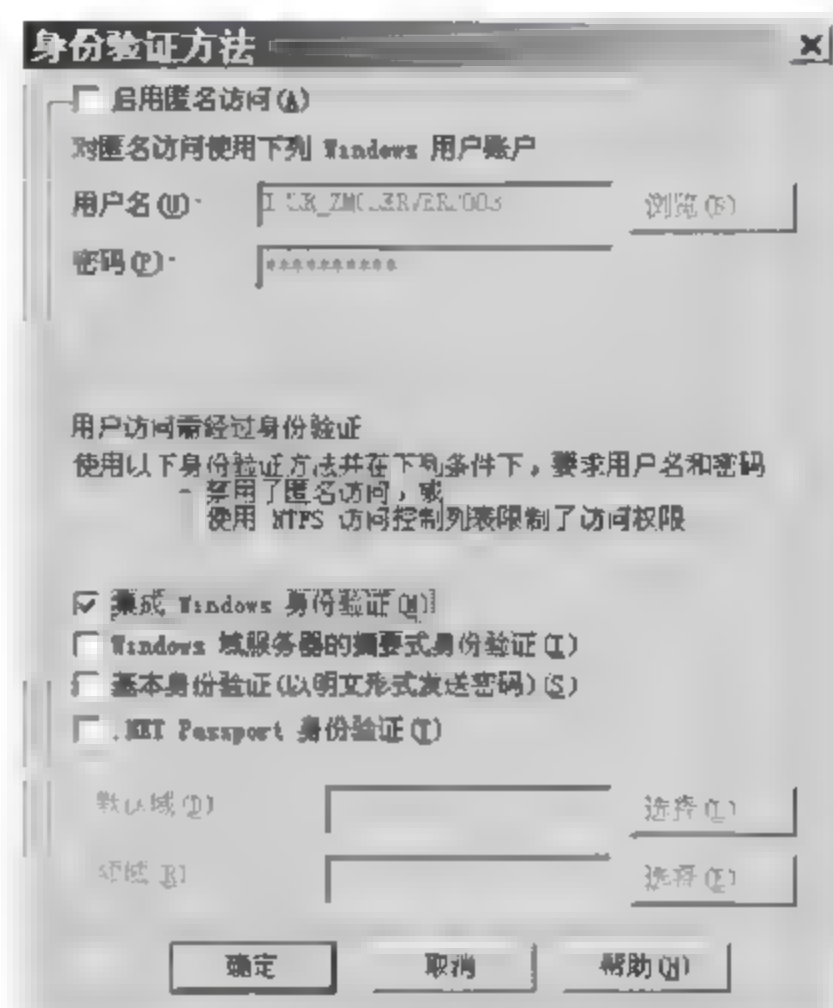 身份验证方法
启用匿名访问(A)
对匿名访问使用下列 Windows 用户账户
用户名(U):
浏览(B)
密码(P):
**********
用户访问需经过身份验证
使用以下身份验证方法并在下列条件下，要求用户名和密码
- 禁用了匿名访问，或
使用 NTFS 访问控制列表限制了访问权限
集成 Windows 身份验证(N)
Windows 域服务器的摘要式身份验证(I)
基本身份验证(以明文形式发送密码)(S)
.NET Passport 身份验证(T)
默认域(D)
选择(L)
领域(R)
选择(E)
确定
取消
帮助(H)